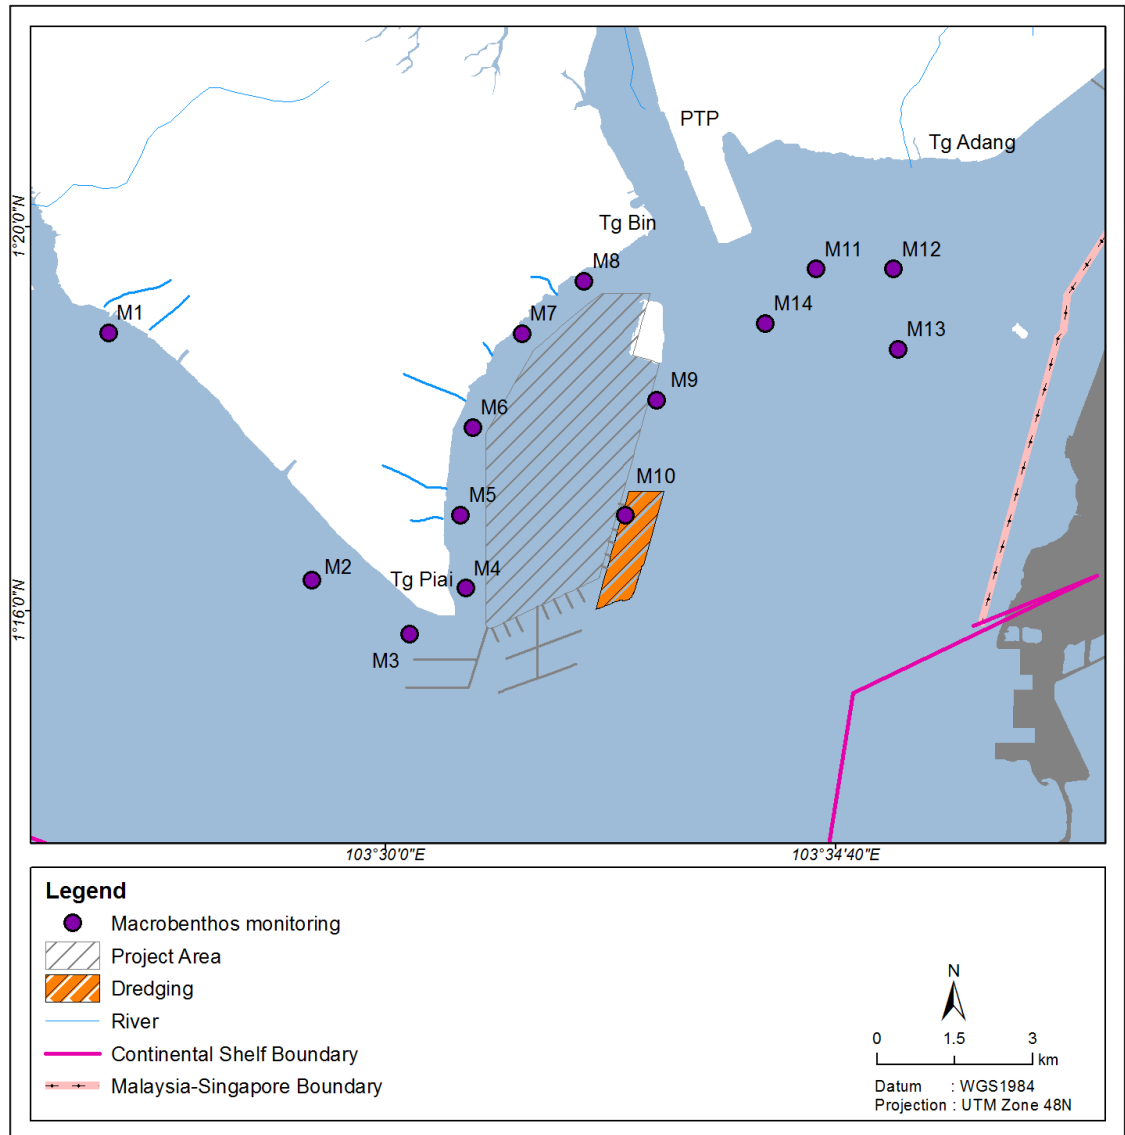 PTP
Tg Adang
Tg Bin
1°20'0"N
M8
M11
M12
M1
M7
M14
M13
M9
M6
M10
M5
M2
Tg Piai
M4
1°16'0"N
M3
103°30'0"E
103°34'40"E
Legend
Macrobenthos monitoring
Project Area
Dredging
River
Continental Shelf Boundary
Malaysia-Singapore Boundary
N
0 1.5 3
km
Datum : WGS1984
Projection : UTM Zone 48N